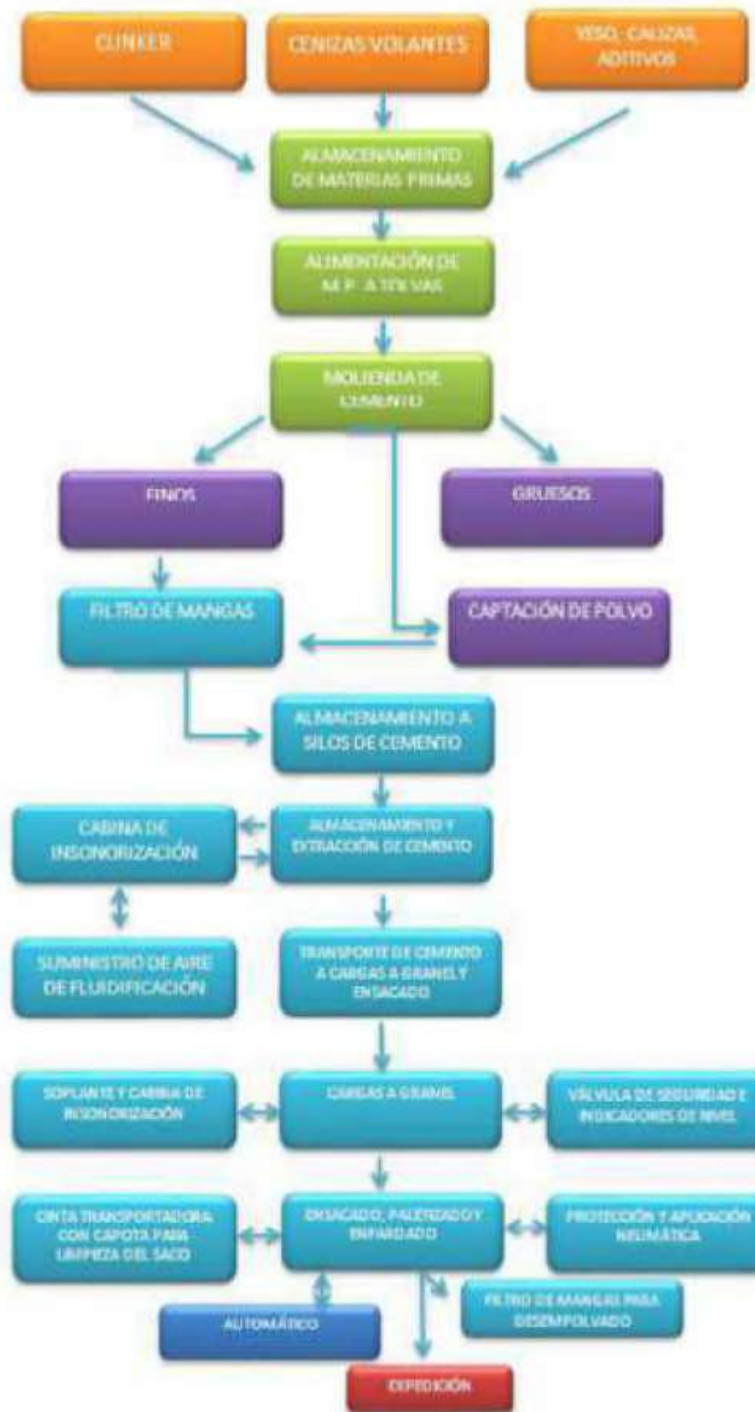 CLINKER
CENIZAS VOLANTES
YESO, CALIZAS,
ADITIVOS
ALMACENAMIENTO
DE MATERIAS PRIMAS
ALIMENTACIÓN DE
M.P. A TOLVAS
MOLIENDA DE
CEMENTO
FINOS
GRUESOS
FILTRO DE MANGAS
CAPTACIÓN DE POLVO
ALMACENAMIENTO A
SILOS DE CEMENTO
CABINA DE
INSONORIZACIÓN
ALMACENAMIENTO Y
EXTRACCIÓN DE CEMENTO
SUMINISTRO DE AIRE
DE FLUIDIFICACIÓN
TRANSPORTE DE CEMENTO
A CARGAS A GRANEL Y
ENSACADO
SOPLANTE Y CABINA DE
INSONORIZACIÓN
CARGAS A GRANEL
VÁLVULA DE SEGURIDAD E
INDICADORES DE NIVEL
CINTA TRANSPORTADORA
CON CAPOTA PARA
LIMPIEZA DEL SACO
ENSACADO, PALETIZADO Y
ENFARDADO
PROTECCIÓN Y APLICACIÓN
NEUMÁTICA
AUTOMÁTICO
FILTRO DE MANGAS PARA
DESEMPOLVADO
EXPEDICIÓN